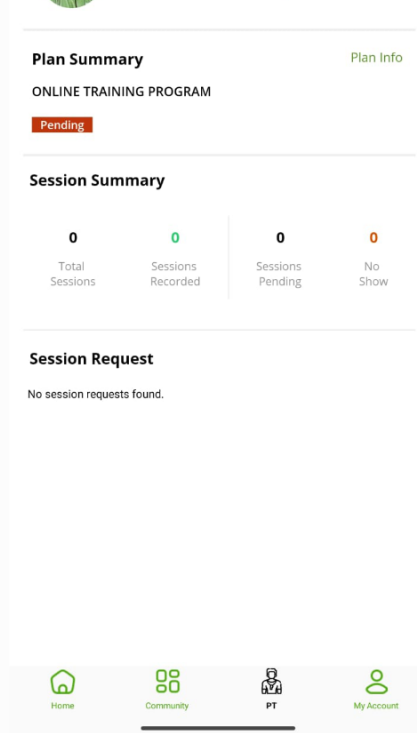 Plan Summary
Plan Info
ONLINE TRAINING PROGRAM
Pending
Session Summary
0 0 0 0
Total Sessions Sessions No
Sessions Recorded Pending Show
Session Request
No session requests found.
Home Community PT My Account